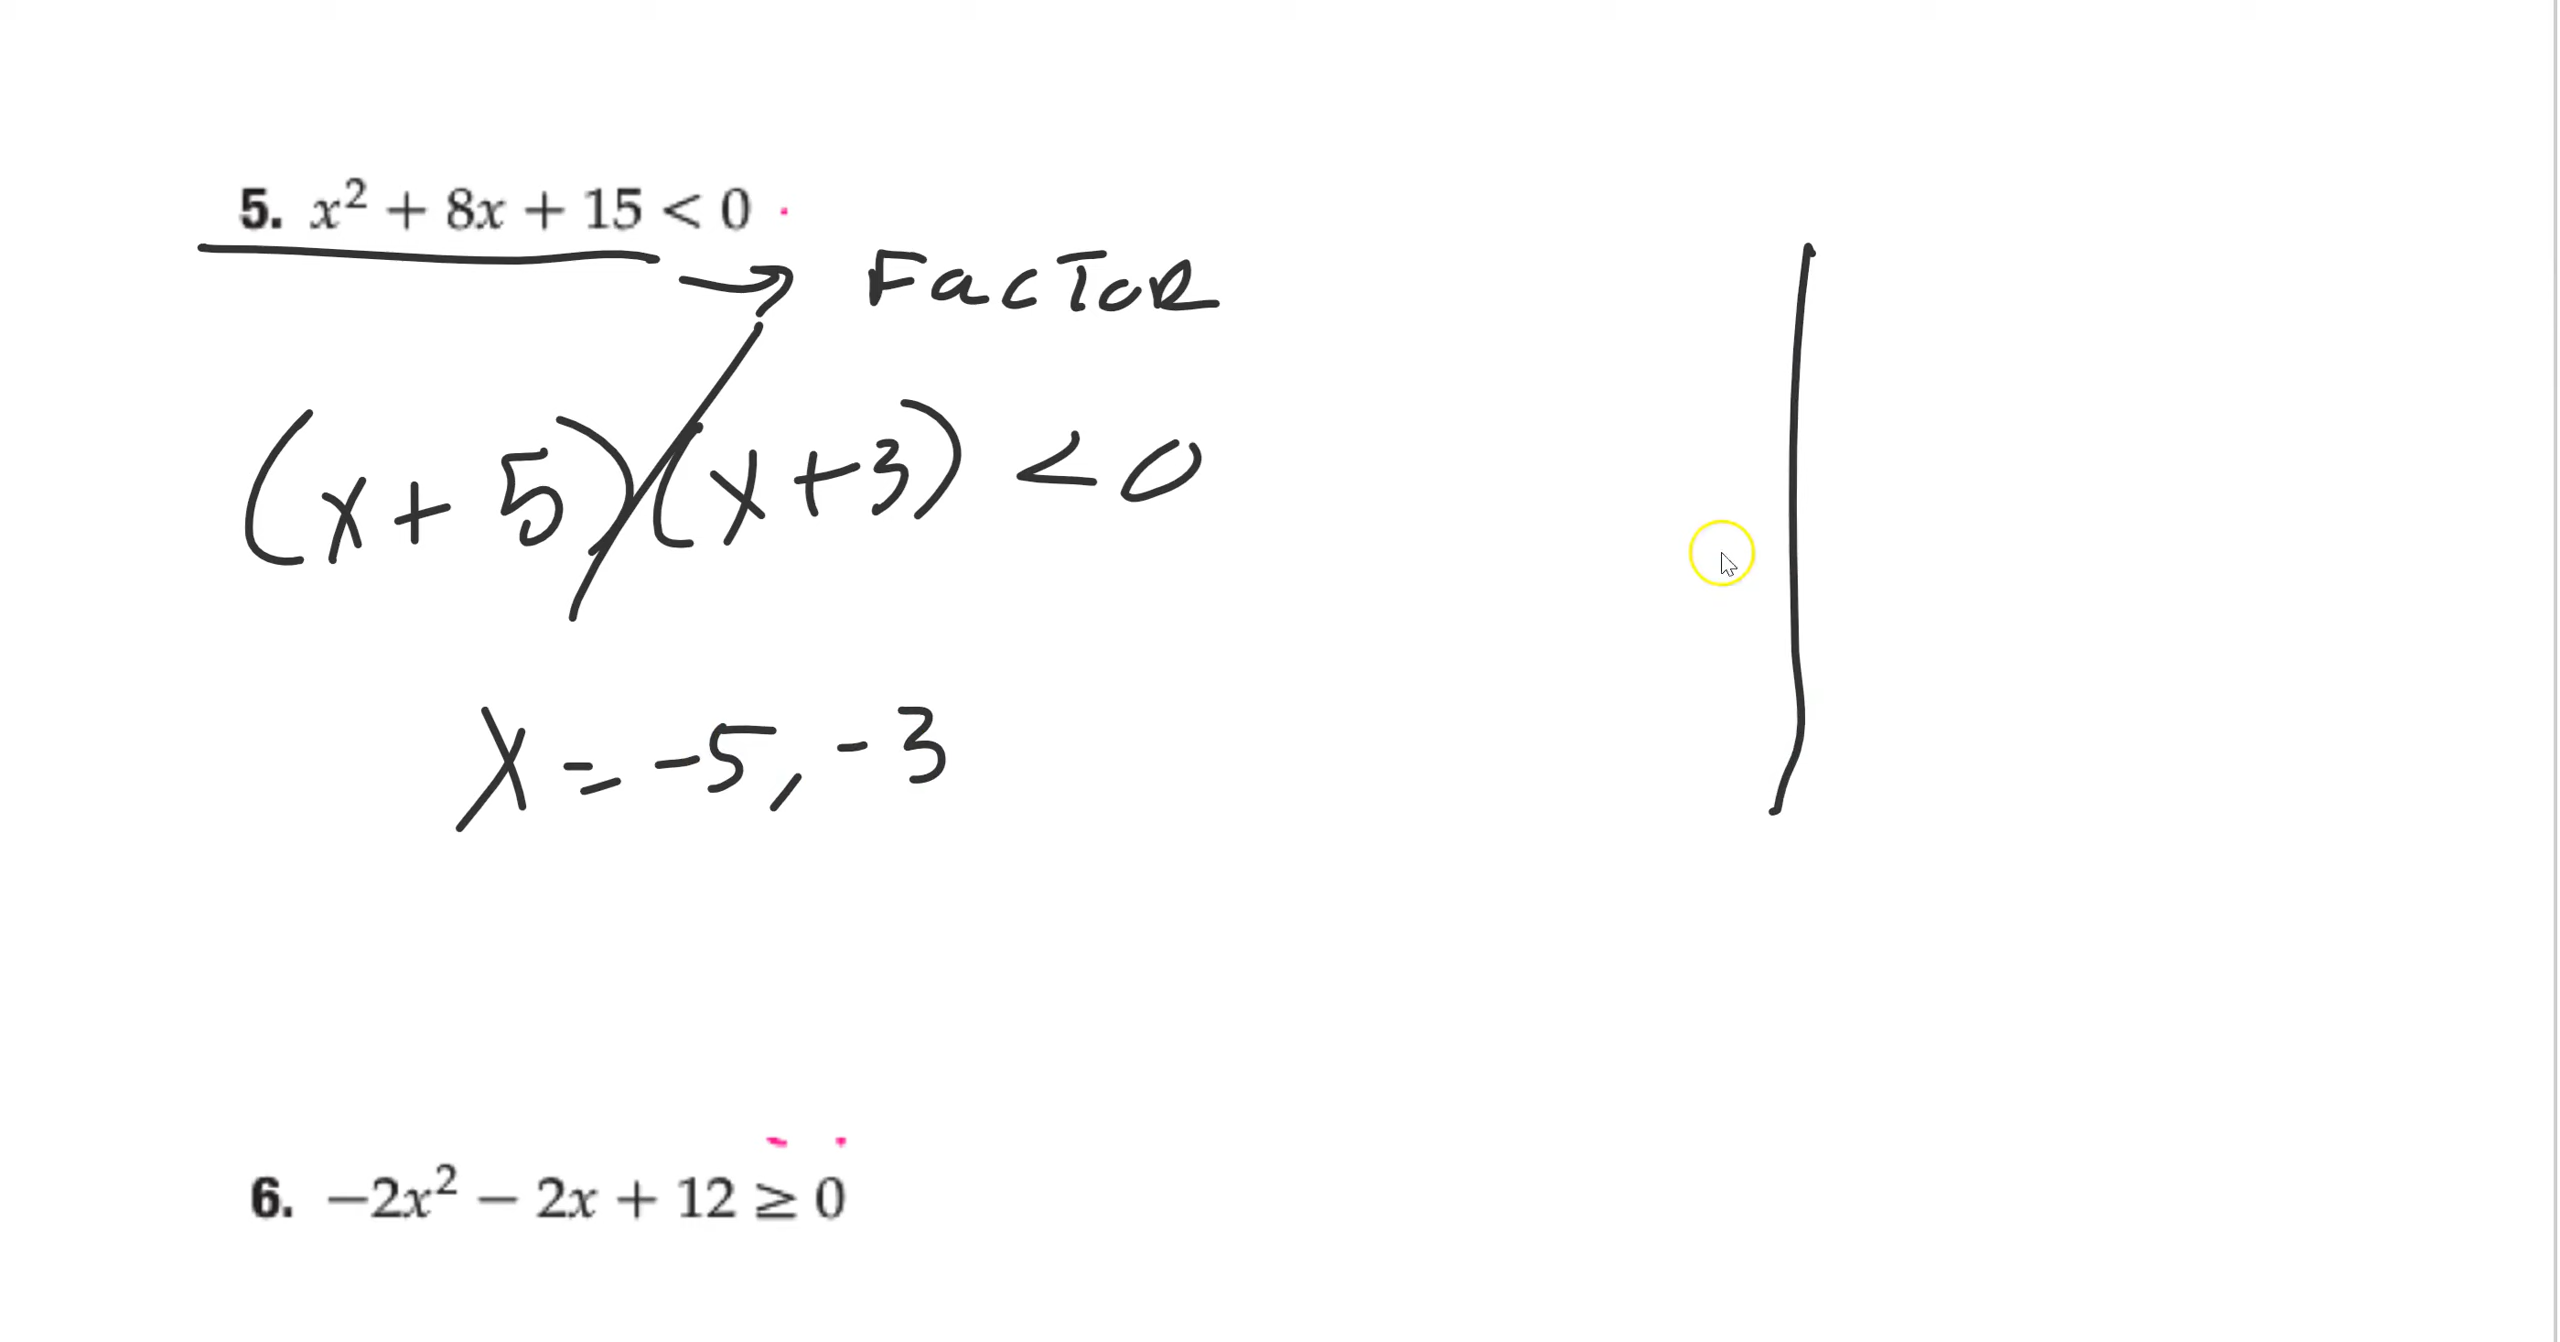 5. x² + 8x + 15 < 0
→ Factor
(x + 5)(x + 3) < 0
x = -5, -3
6. −2x² − 2x + 12 ≥ 0